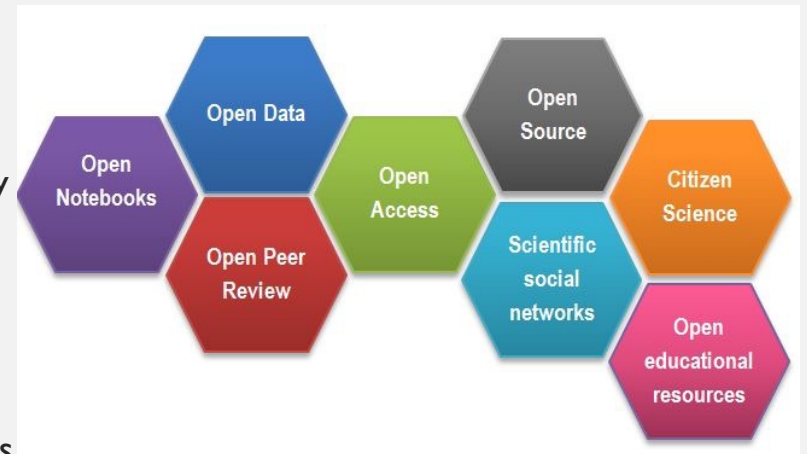 Open
Notebooks
Open Data
Open Peer
Review
Open
Access
Open
Source
Scientific
social
networks
Citizen
Science
Open
educational
resources
y
s